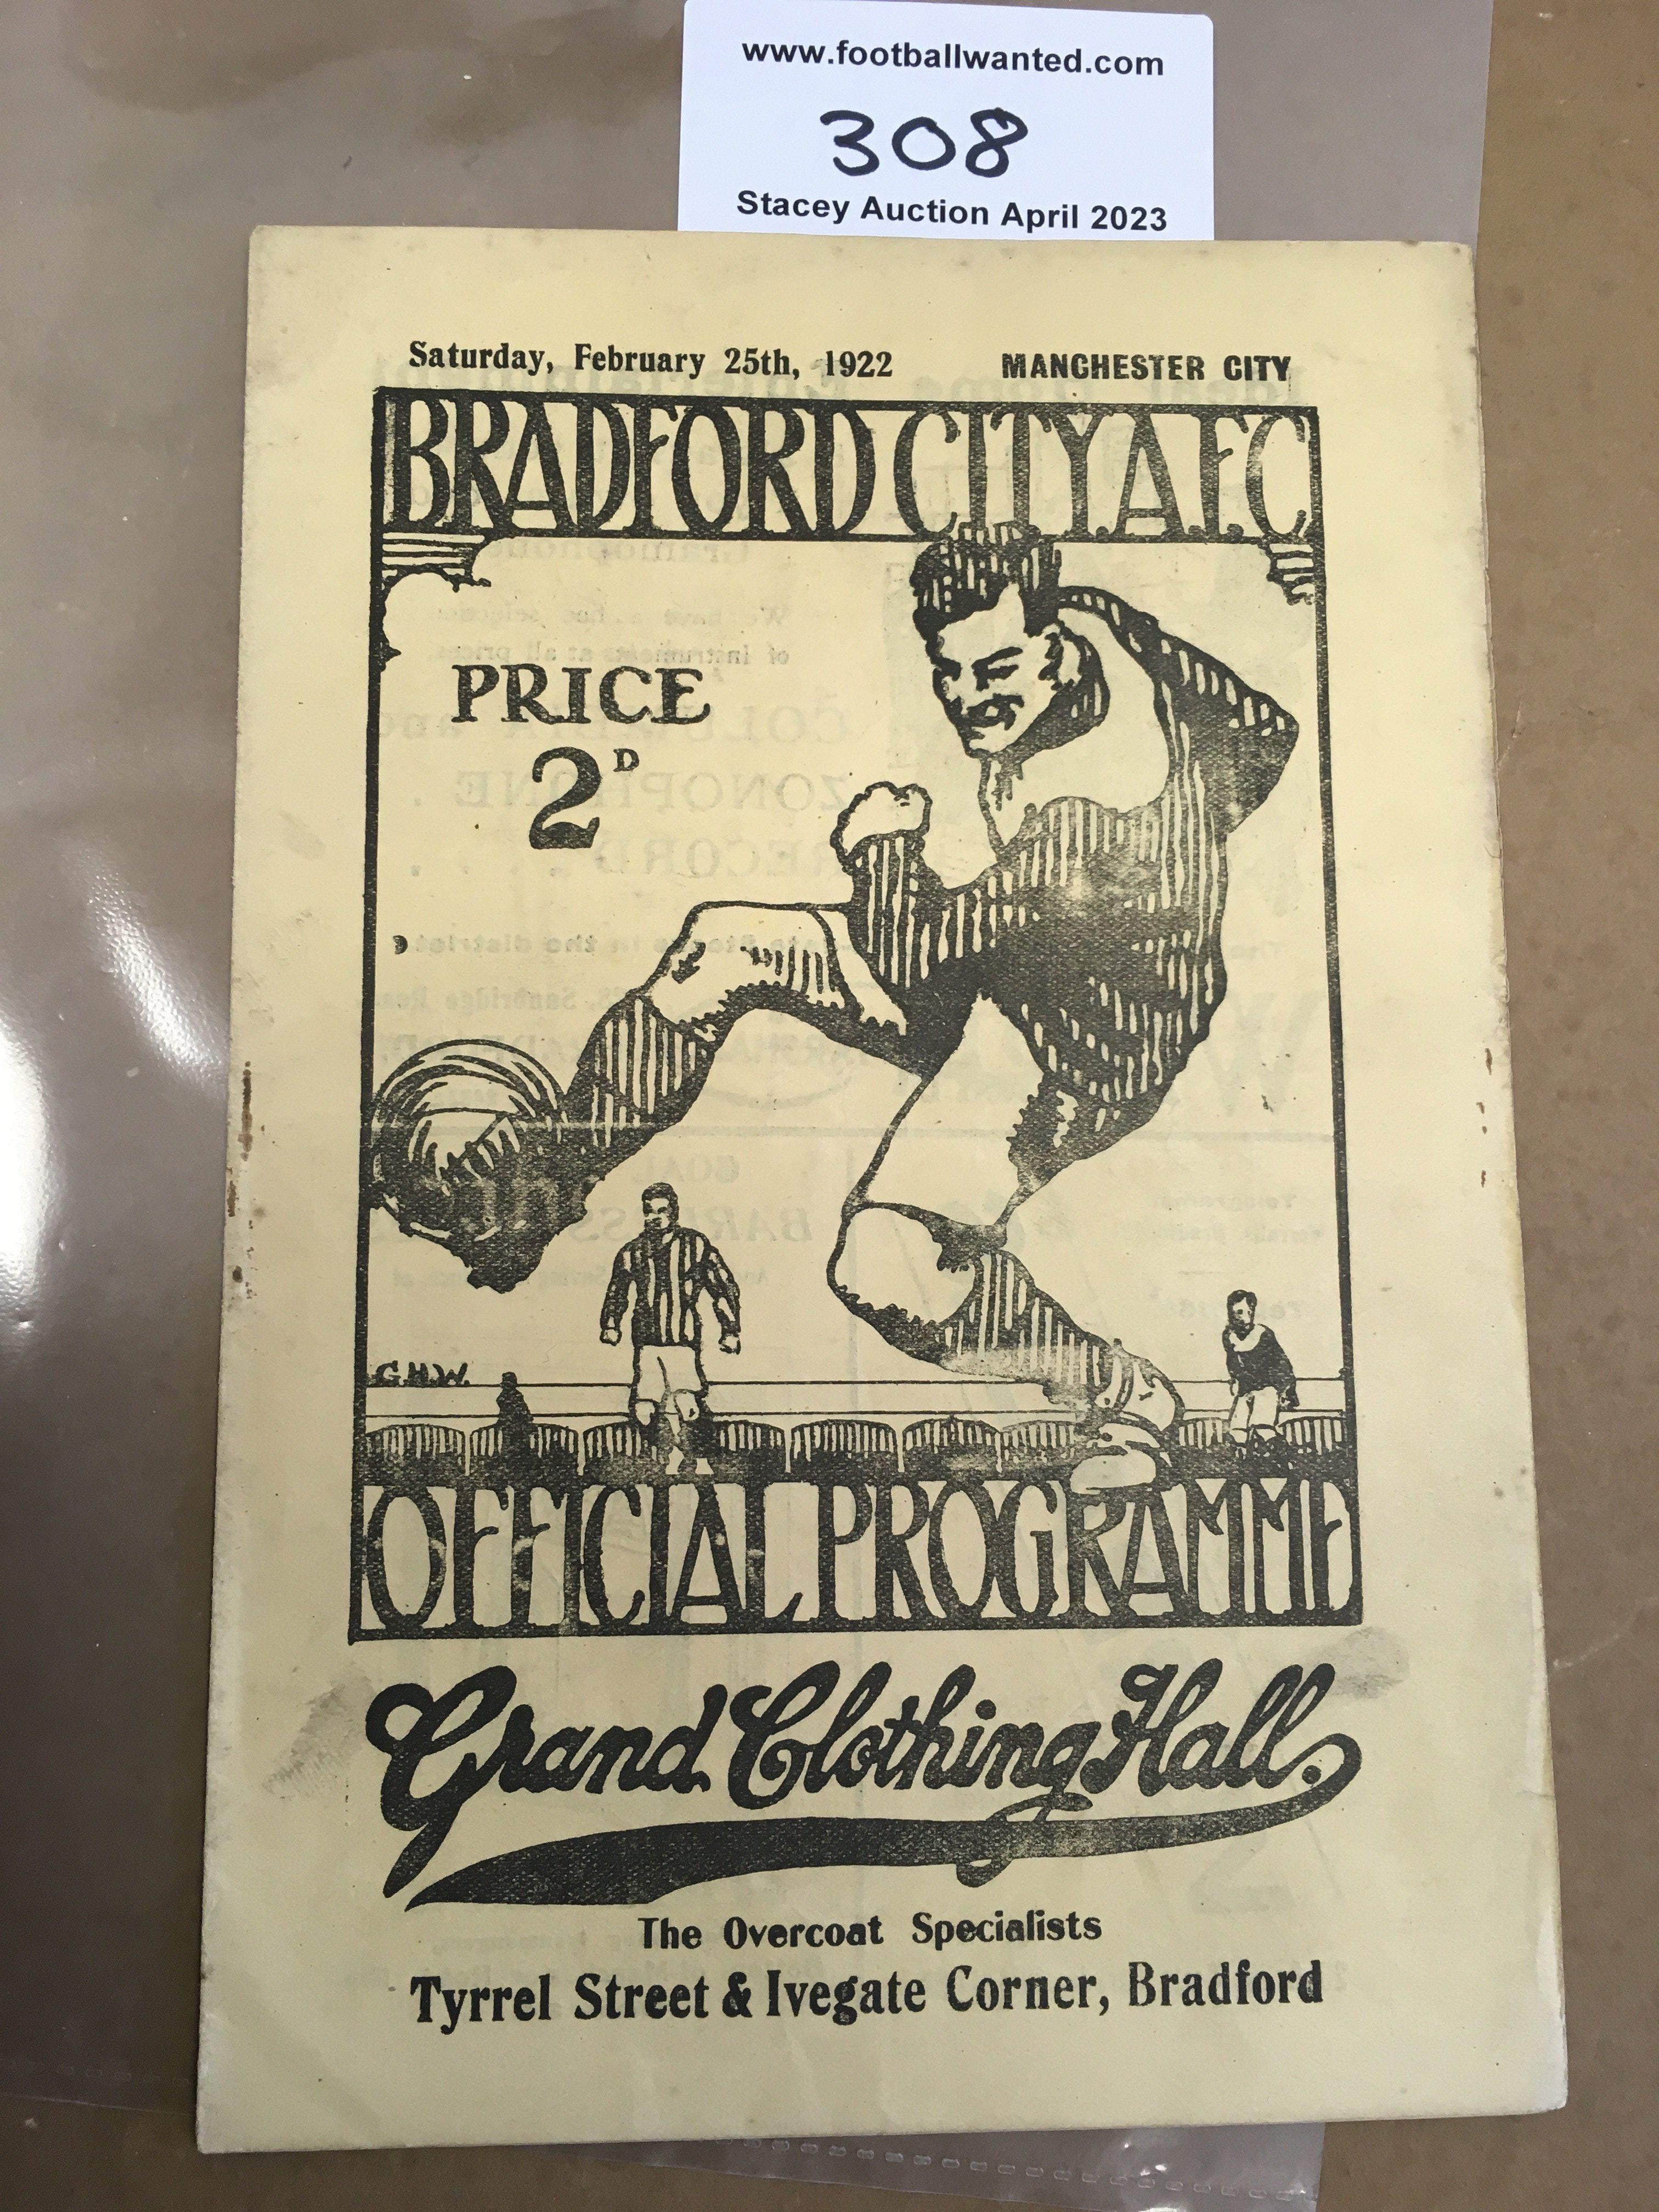 www.footballwanted.com
308
Stacey Auction April 2023
Saturday, February 25th, 1922 MANCHESTER CITY
BRADFORD CITY.A.F.C
PRICE
2D
G.H.W.
OFFICIAL PROGRAMME
Grand Clothing Hall.
The Overcoat Specialists
Tyrrel Street & Ivegate Corner, Bradford